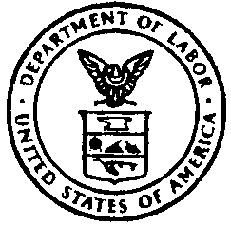 DEPARTMENT OF LABOR
UNITED STATES OF AMERICA